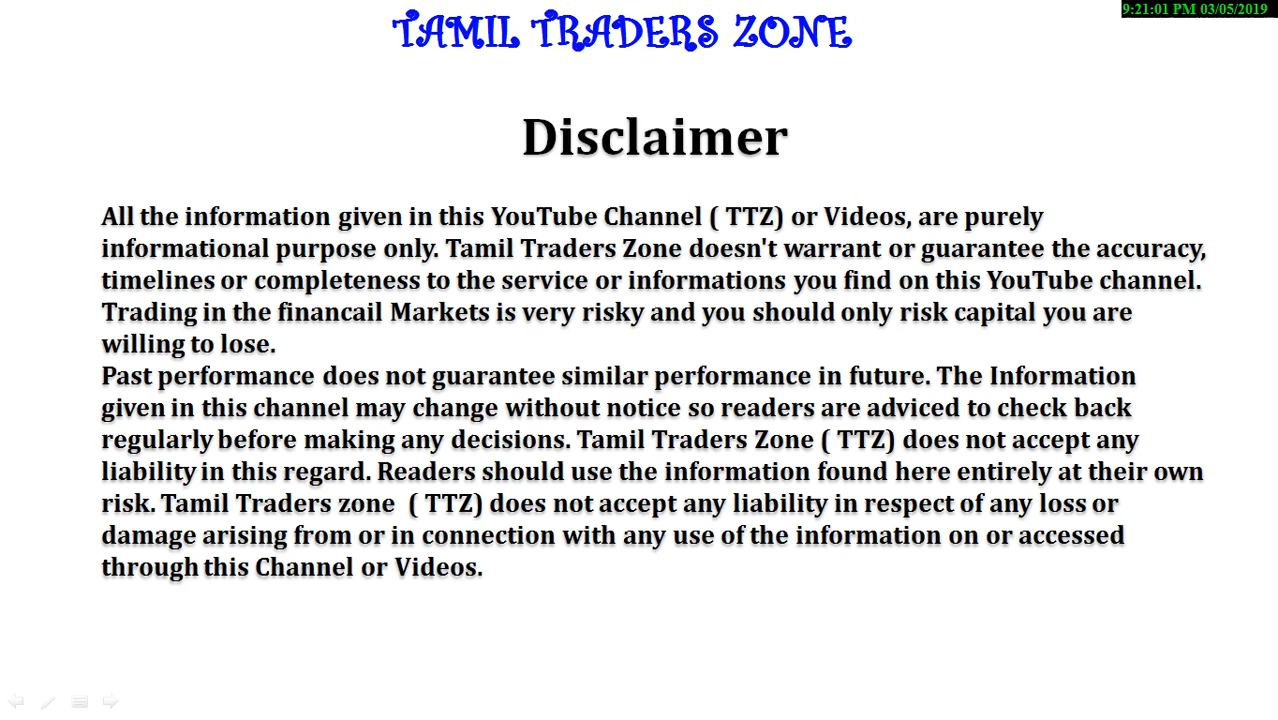 9:21:01 PM 03/05/2019
TAMIL TRADERS ZONE
Disclaimer
All the information given in this YouTube Channel ( TTZ) or Videos, are purely
informational purpose only. Tamil Traders Zone doesn't warrant or guarantee the accuracy,
timelines or completeness to the service or informations you find on this YouTube channel.
Trading in the financail Markets is very risky and you should only risk capital you are
willing to lose.
Past performance does not guarantee similar performance in future. The Information
given in this channel may change without notice so readers are adviced to check back
regularly before making any decisions. Tamil Traders Zone ( TTZ) does not accept any
liability in this regard. Readers should use the information found here entirely at their own
risk. Tamil Traders zone  ( TTZ) does not accept any liability in respect of any loss or
damage arising from or in connection with any use of the information on or accessed
through this Channel or Videos.